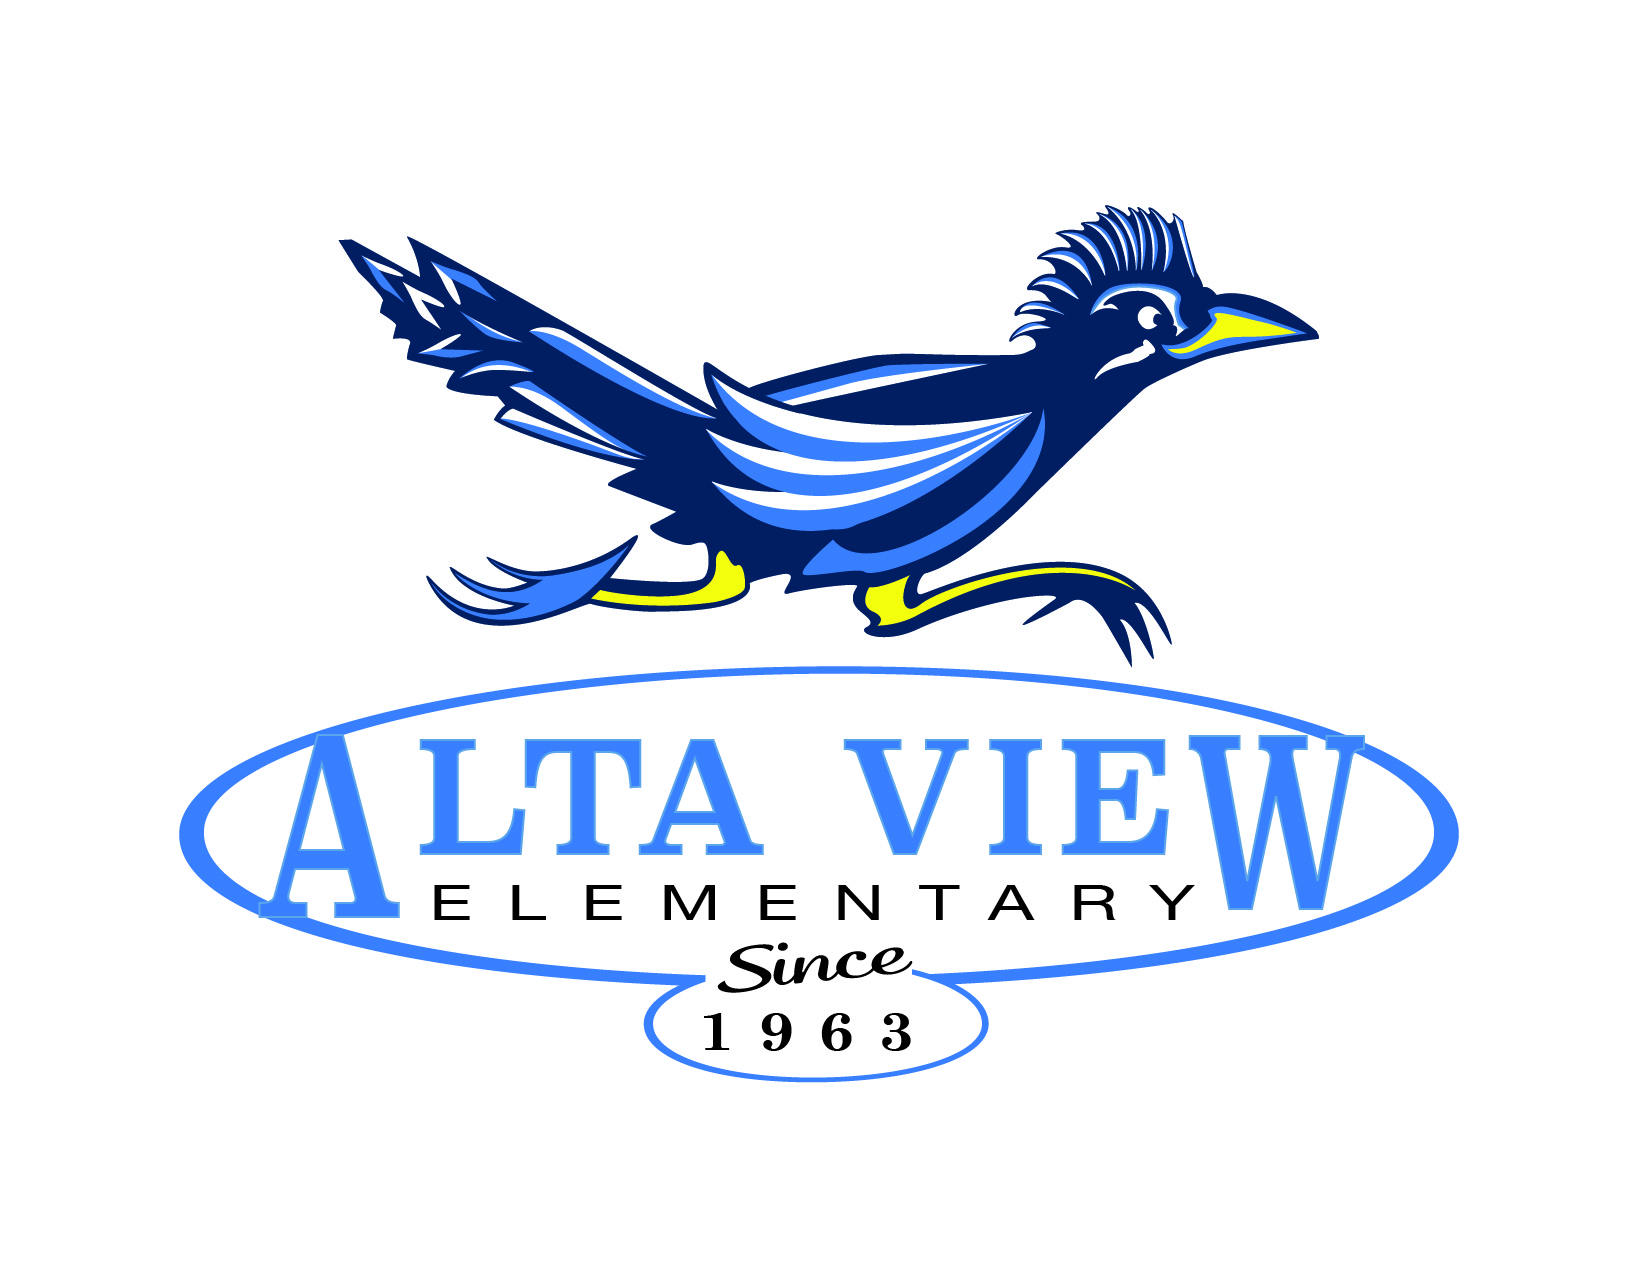 ALTA VIEW
ELEMENTARY
Since
1963